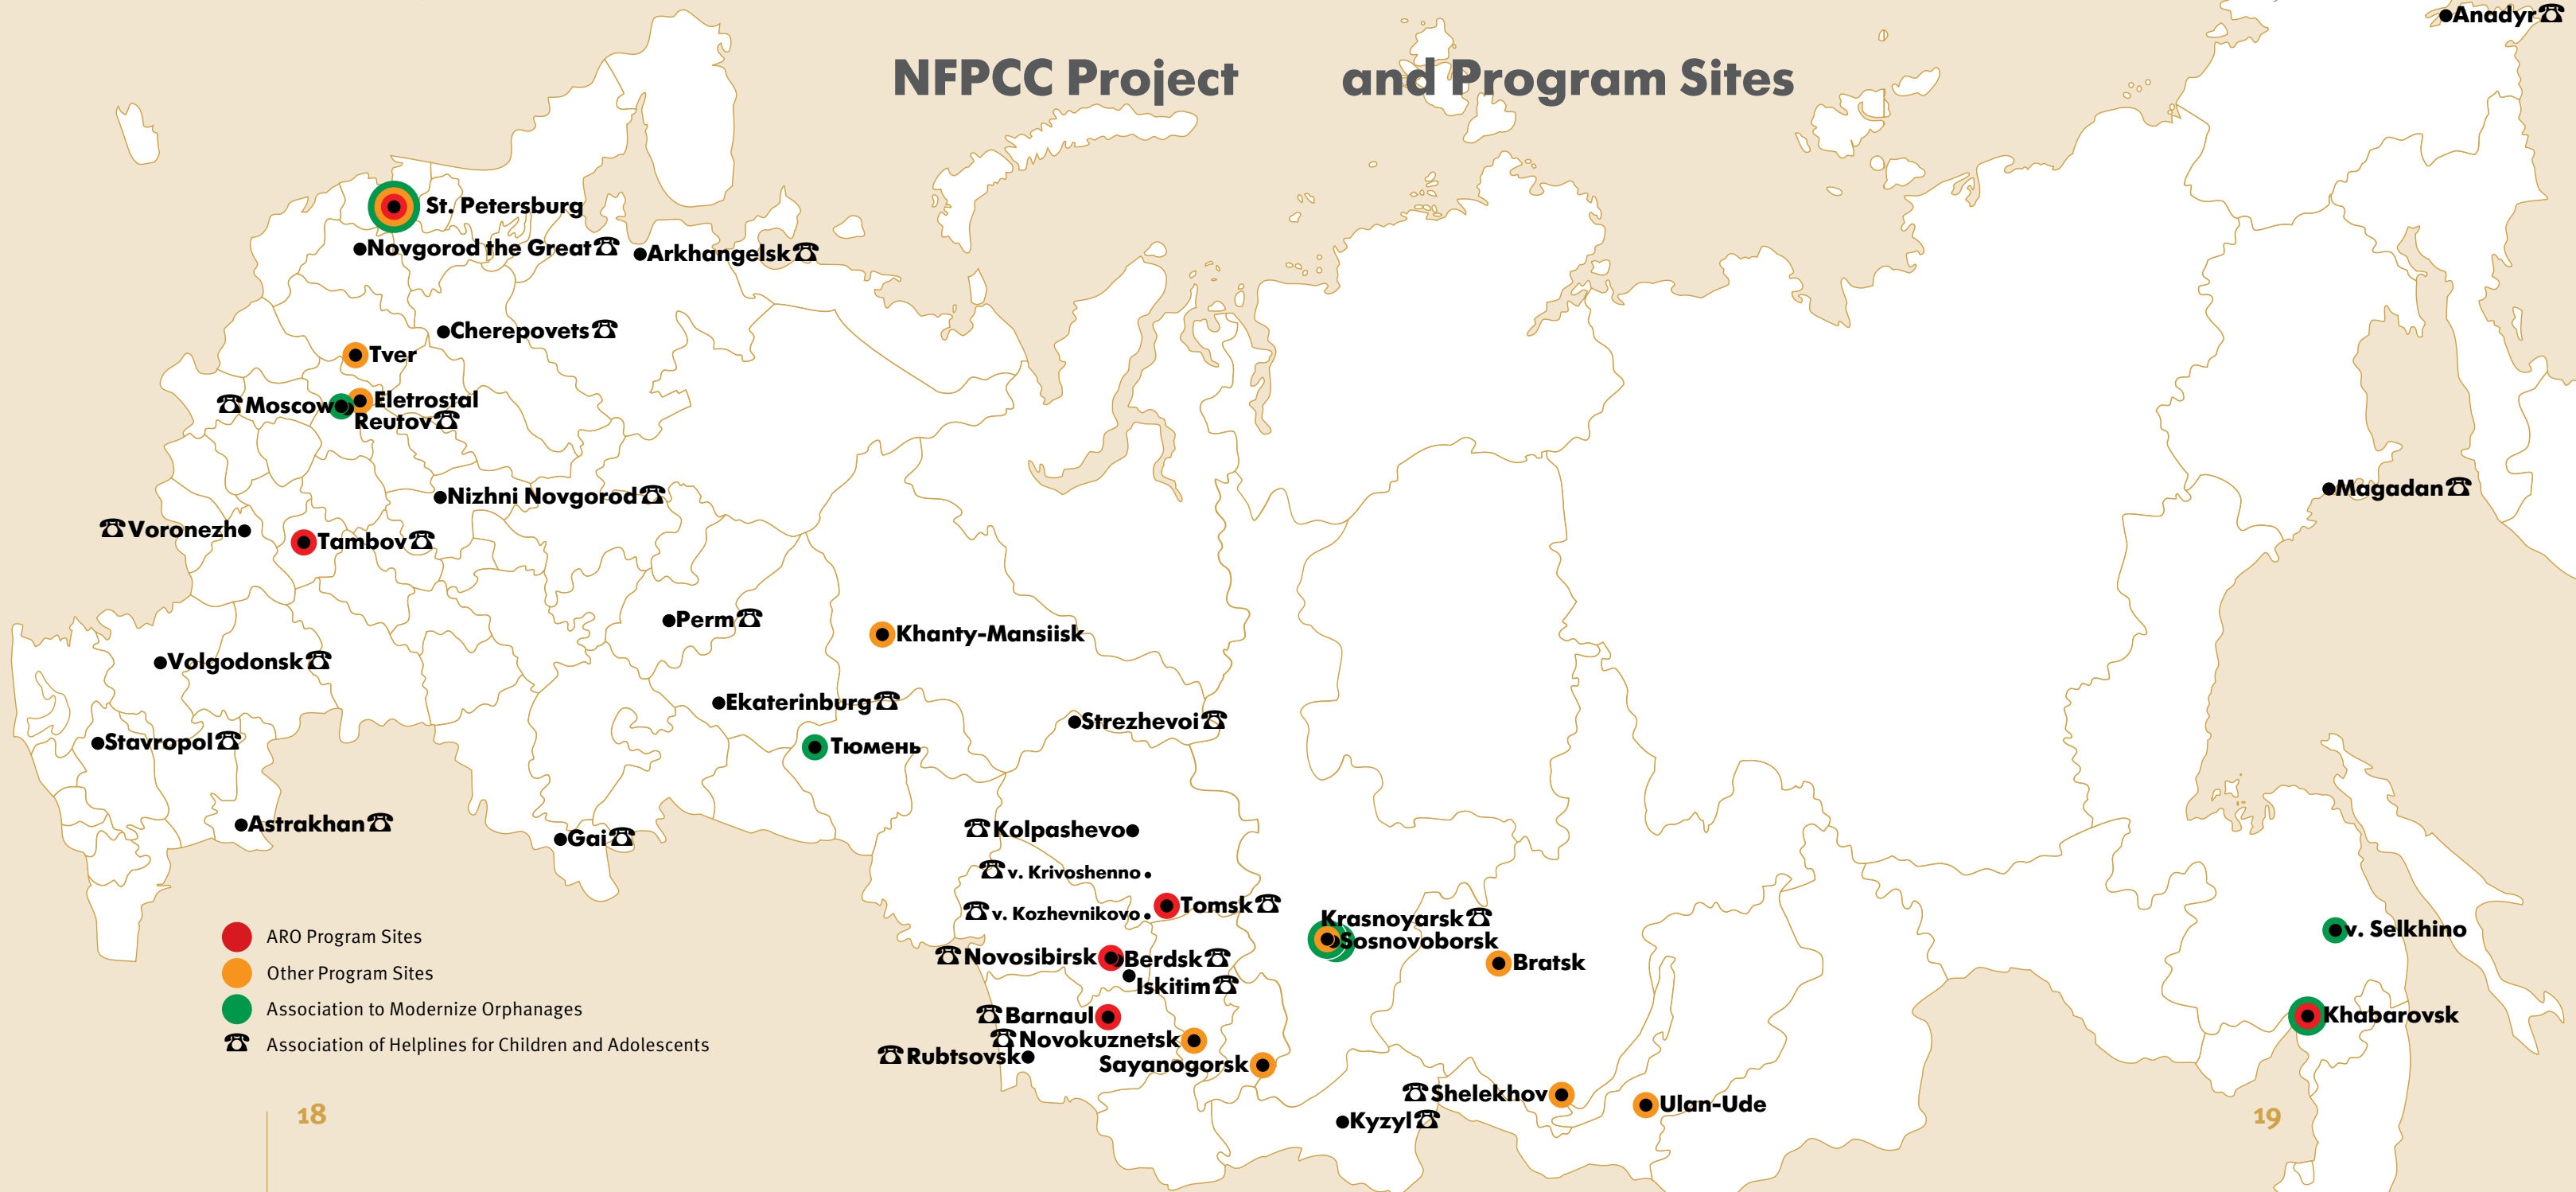 NFPCC Project and Program Sites
Anadyr
St. Petersburg
Novgorod the Great
Arkhangelsk
Cherepovets
Tver
Moscow
Eletrostal
Reutov
Nizhni Novgorod
Magadan
Voronezh
Tambov
Perm
Khanty-Mansiisk
Volgodonsk
Ekaterinburg
Strezhevoi
Stavropol
Тюмень
Astrakhan
Gai
Kolpashevo
v. Krivoshenno
v. Kozhevnikovo
Tomsk
Krasnoyarsk
Sosnovoborsk
Novosibirsk
Berdsk
Iskitim
Bratsk
v. Selkhino
Barnaul
Novokuznetsk
Rubtsovsk
Sayanogorsk
Khabarovsk
Shelekhov
Ulan-Ude
Kyzyl
ARO Program Sites
Other Program Sites
Association to Modernize Orphanages
Association of Helplines for Children and Adolescents
18
19